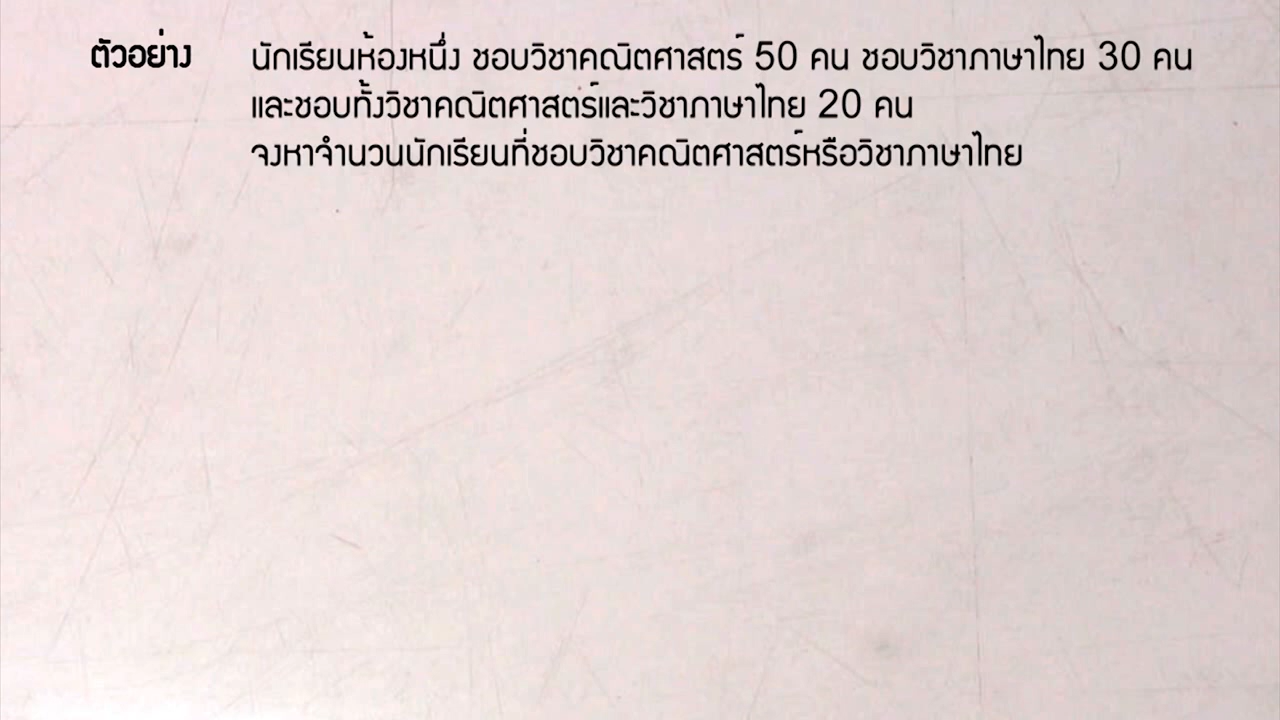 ตัวอย่าง นักเรียนห้องหนึ่ง ชอบวิชาคณิตศาสตร์ 50 คน ชอบวิชาภาษาไทย 30 คน
และชอบทั้งวิชาคณิตศาสตร์และวิชาภาษาไทย 20 คน
จงหาจำนวนนักเรียนที่ชอบวิชาคณิตศาสตร์หรือวิชาภาษาไทย